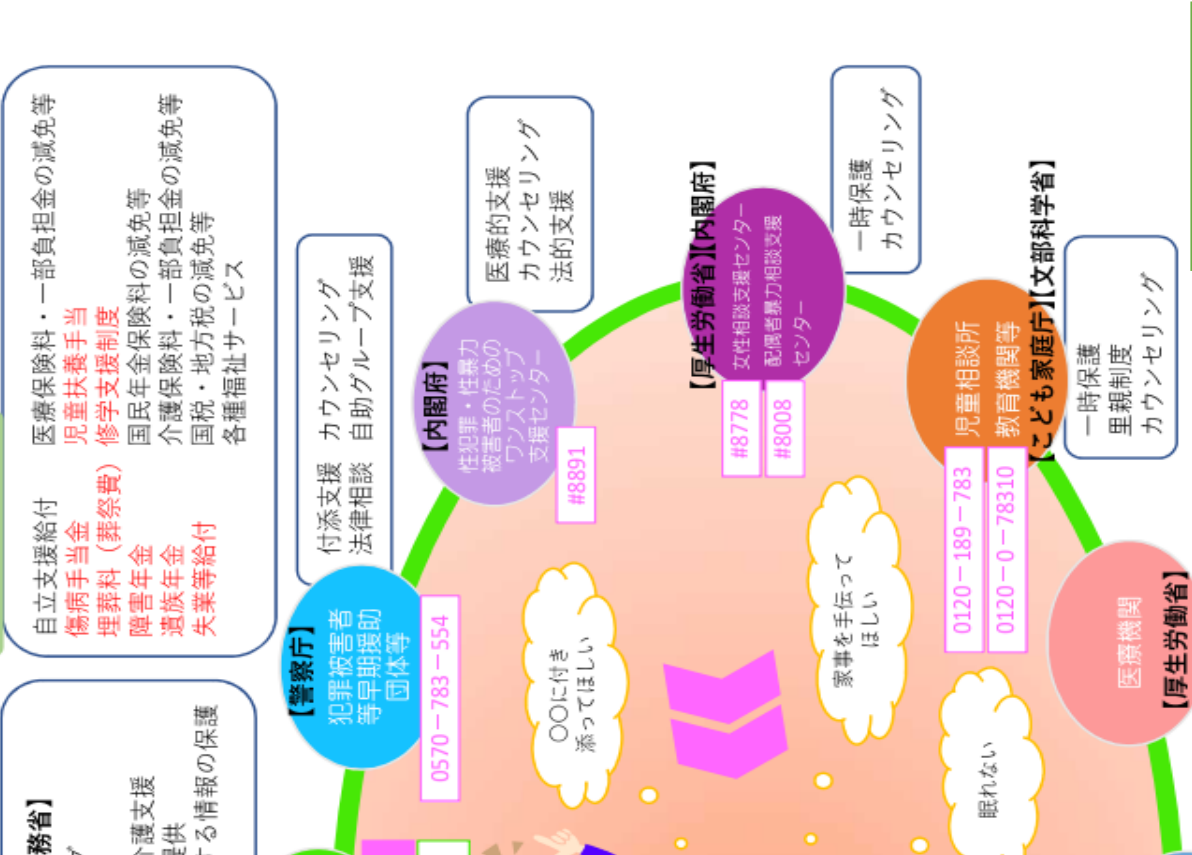 自立支援給付
傷病手当金
埋葬料（葬祭費）
障害年金
遺族年金
失業等給付
医療保険料・一部負担金の減免等
児童扶養手当
修学支援制度
国民年金保険料の減免等
介護保険料・一部負担金の減免等
国税・地方税の減免等
各種福祉サービス
務省】
介護支援
提供
する情報の保護
【警察庁】
犯罪被害者
等早期援助
団体等
0570－783－554
付添支援
法律相談
カウンセリング
自助グループ支援
【内閣府】
性犯罪・性暴力
被害者のための
ワンストップ
支援センター
#8891
医療的支援
カウンセリング
法的支援
【厚生労働省】【内閣府】
女性相談支援センター
配偶者暴力相談支援
センター
#8778
#8008
一時保護
カウンセリング
児童相談所
教育機関等
【こども家庭庁】【文部科学省】
0120－189－783
0120－0－78310
一時保護
里親制度
カウンセリング
医療機関
【厚生労働省】
〇〇に付き
添ってほしい
家事を手伝って
ほしい
眠れない